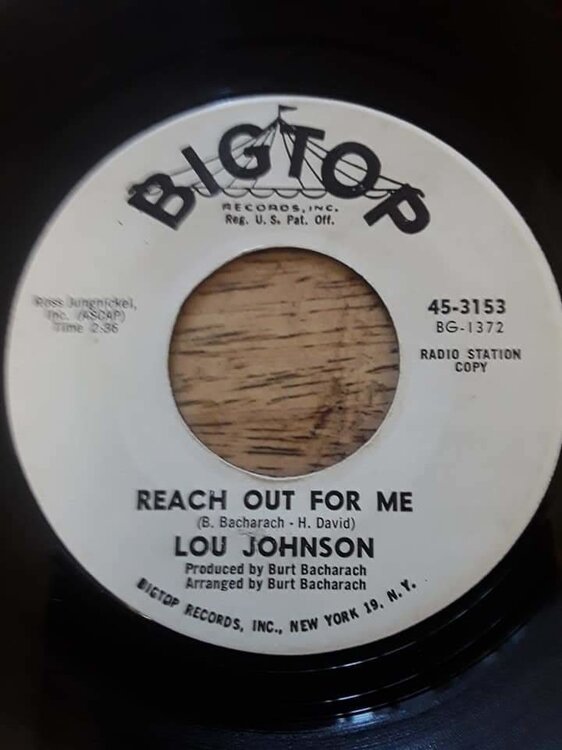 BIGTOP
RECORDS, INC.
Reg. U. S. Pat. Off.
Ross Jungnickel,
Inc. (ASCAP)
Time 2:36
45-3153
BG-1372
RADIO STATION
COPY
REACH OUT FOR ME
(B. Bacharach - H. David)
LOU JOHNSON
Produced by Burt Bacharach
Arranged by Burt Bacharach
BIGTOP RECORDS, INC., NEW YORK 19, N.Y.